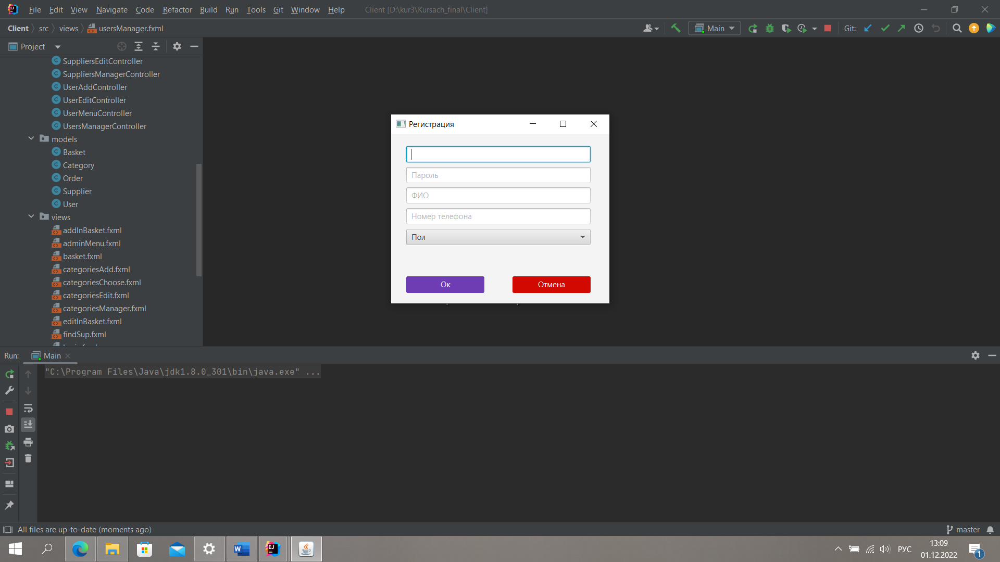 File Edit View Navigate Code Refactor Build Run Tools Git Window Help Client [D:\kur3\Kursach_final\Client]
Client src views usersManager.fxml Main Git:
Project
SuppliersEditController
SuppliersManagerController
UserAddController
UserEditController
UserMenuController
UsersManagerController
models
Basket
Category
Order
Supplier
User
views
addInBasket.fxml
adminMenu.fxml
basket.fxml
categoriesAdd.fxml
categoriesChoose.fxml
categoriesEdit.fxml
categoriesManager.fxml
editInBasket.fxml
findSup.fxml
Регистрация
Пароль
ФИО
Номер телефона
Пол
Ок Отмена
Run: Main
"C:\Program Files\Java\jdk1.8.0_301\bin\java.exe" ...
All files are up-to-date (moments ago) master
РУС 13:09
01.12.2022 1